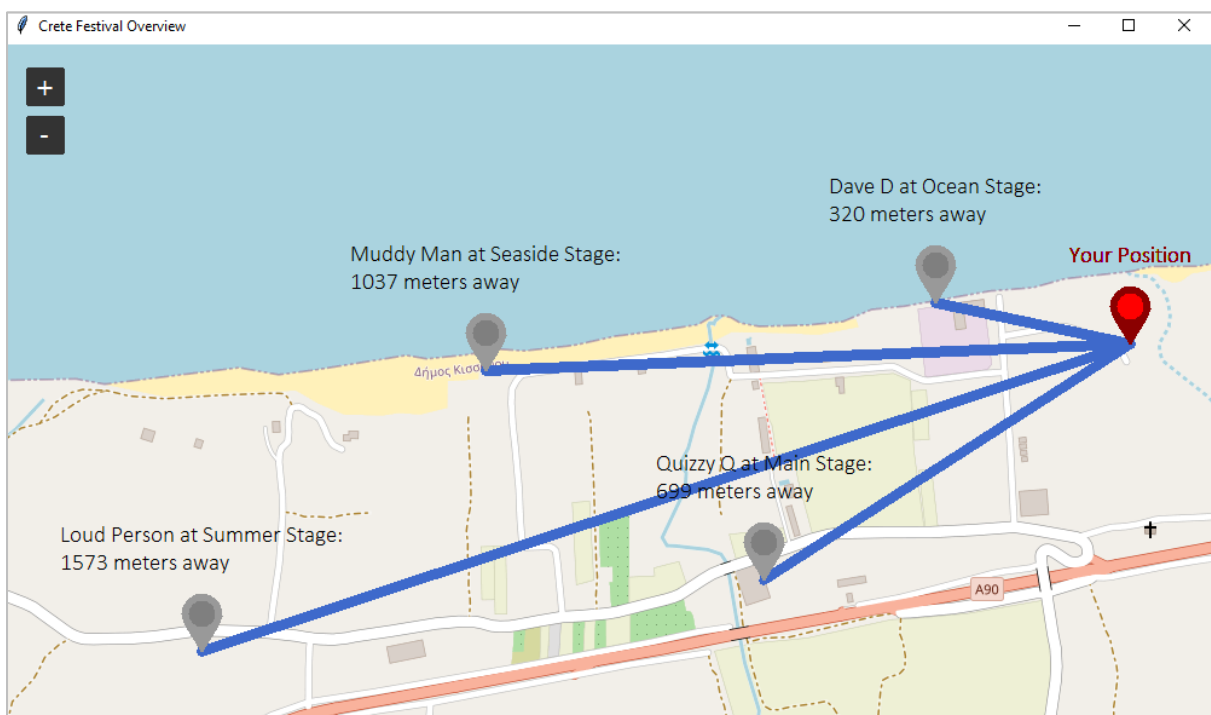 Crete Festival Overview
+
-
Dave D at Ocean Stage:
320 meters away
Muddy Man at Seaside Stage:
1037 meters away
Your Position
Δήμος
Quizzy Q at Main Stage:
699 meters away
Loud Person at Summer Stage:
1573 meters away
A90